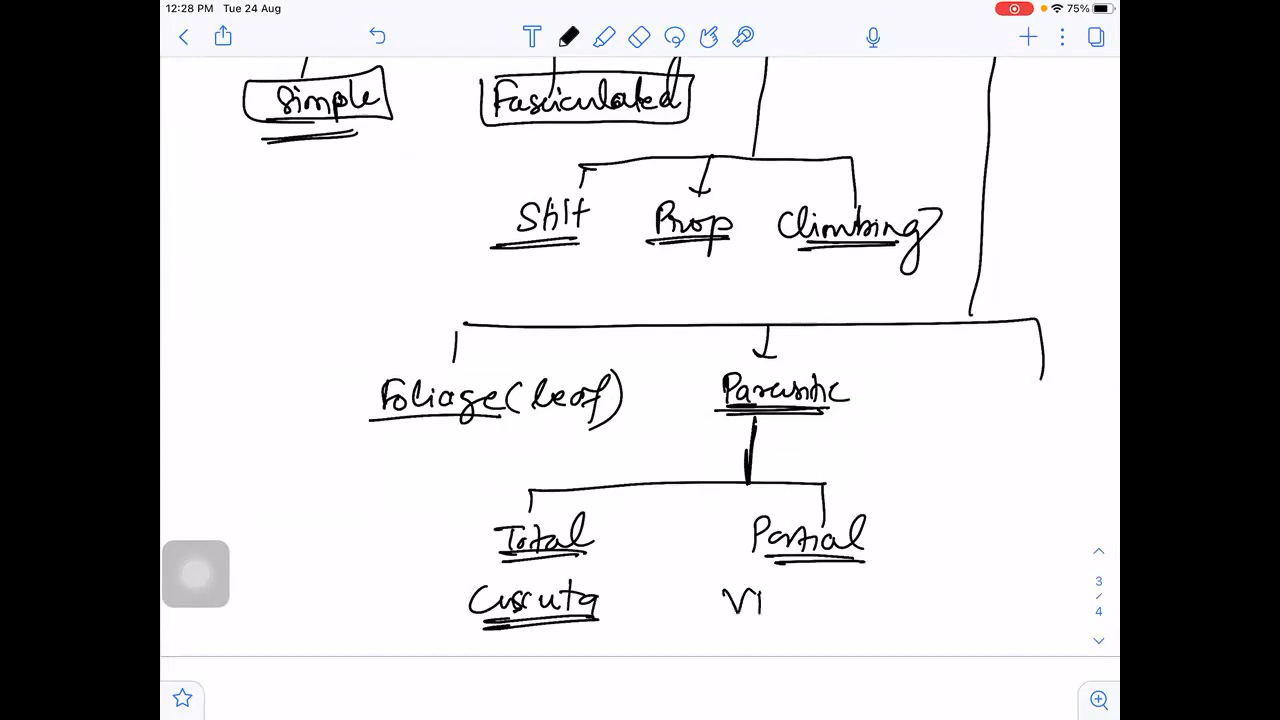 12:28 PM Tue 24 Aug 75%
Simple Fasciculated
Stilt Prop Climbing
Foliage (leaf) Parasitic
Total Partial
Cuscuta VI
3
/
4